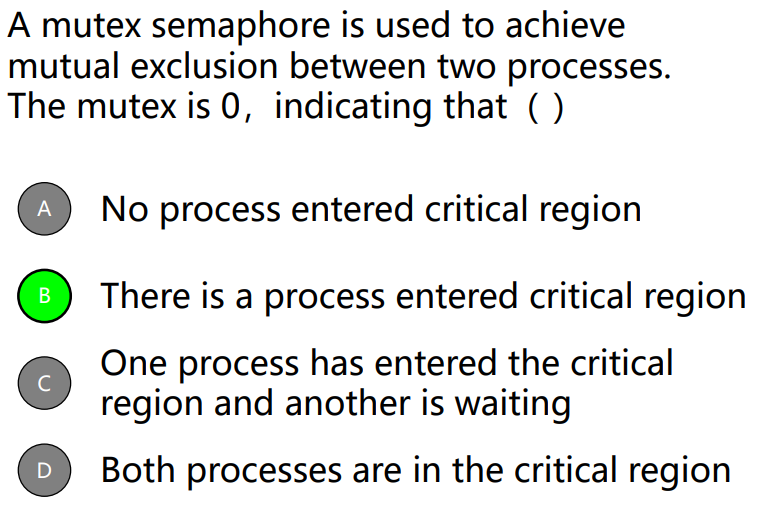 A mutex semaphore is used to achieve
mutual exclusion between two processes.
The mutex is 0，indicating that（ ）
A No process entered critical region
B There is a process entered critical region
One process has entered the critical
C
region and another is waiting
D Both processes are in the critical region